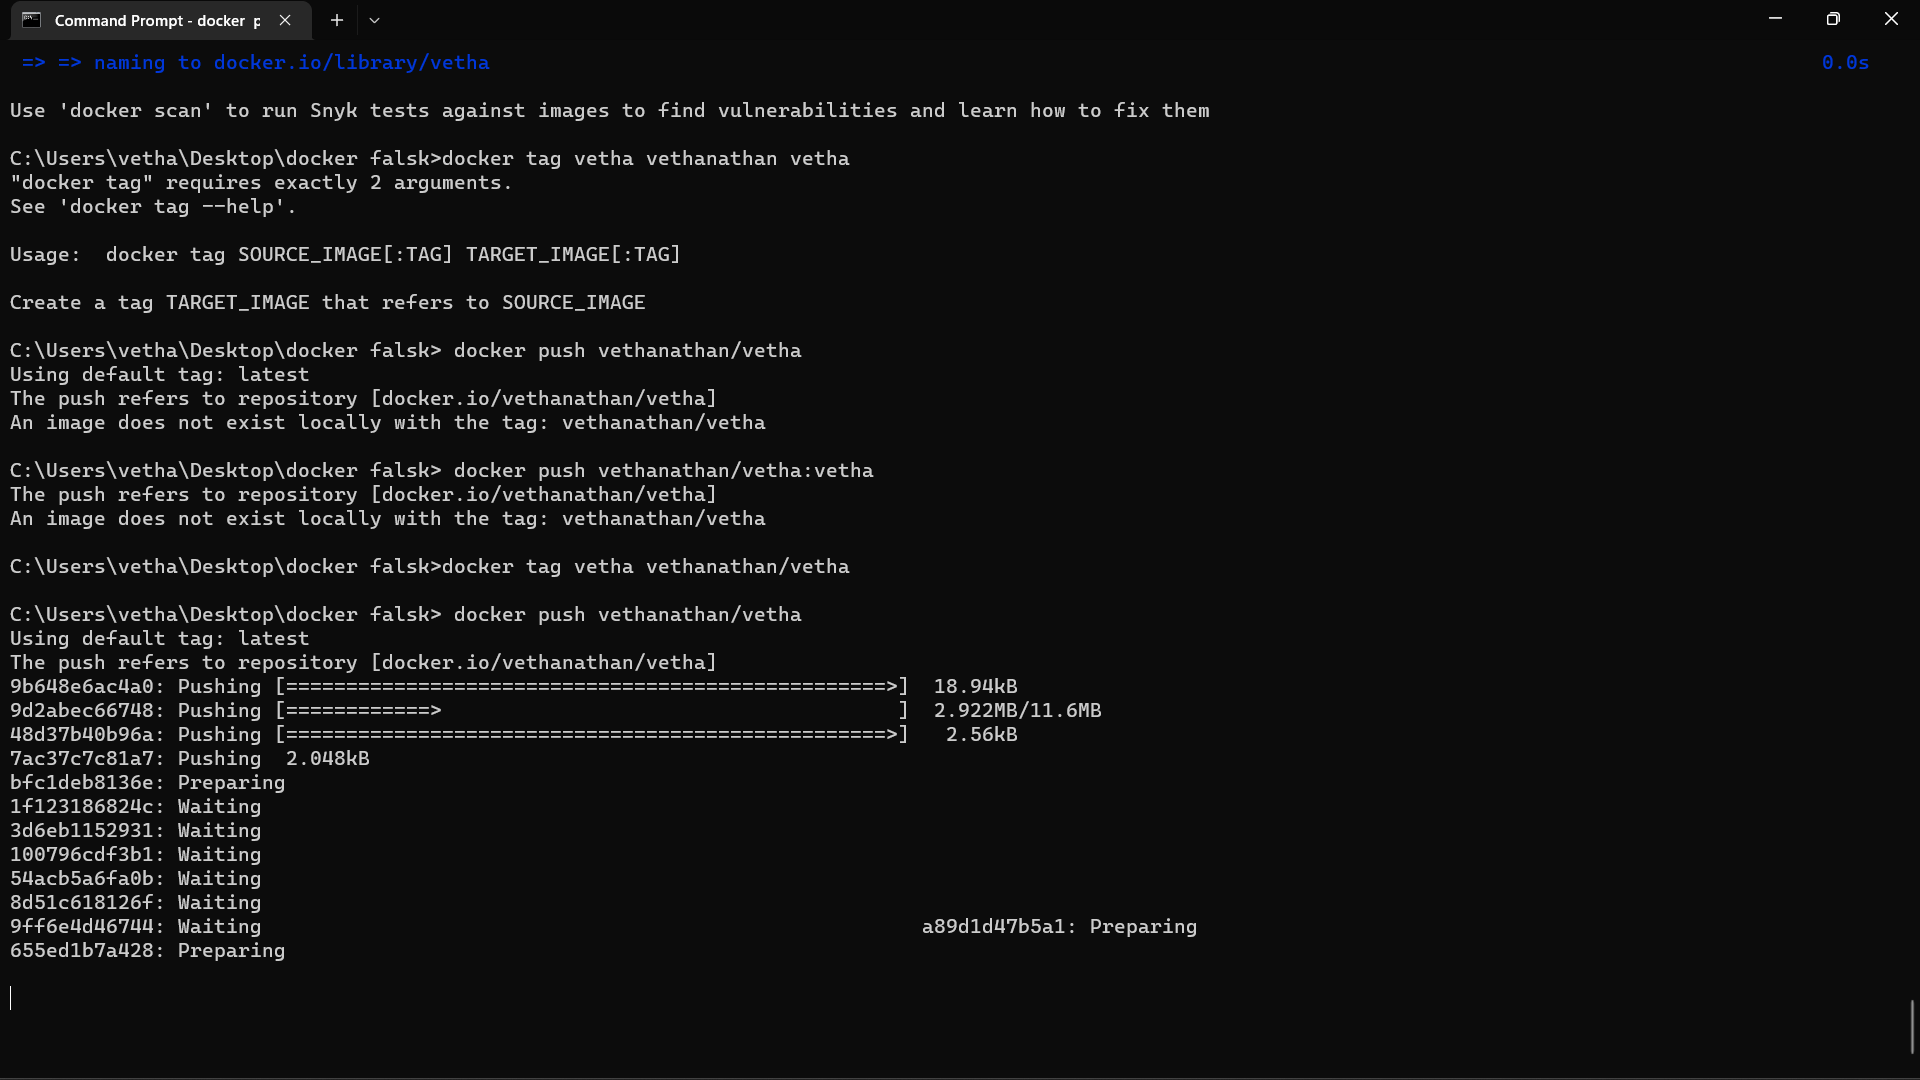 Command Prompt - docker p
=> => naming to docker.io/library/vetha 0.0s
Use 'docker scan' to run Snyk tests against images to find vulnerabilities and learn how to fix them
C:\Users\vetha\Desktop\docker falsk>docker tag vetha vethanathan vetha
"docker tag" requires exactly 2 arguments.
See 'docker tag --help'.
Usage:  docker tag SOURCE_IMAGE[:TAG] TARGET_IMAGE[:TAG]
Create a tag TARGET_IMAGE that refers to SOURCE_IMAGE
C:\Users\vetha\Desktop\docker falsk> docker push vethanathan/vetha
Using default tag: latest
The push refers to repository [docker.io/vethanathan/vetha]
An image does not exist locally with the tag: vethanathan/vetha
C:\Users\vetha\Desktop\docker falsk> docker push vethanathan/vetha:vetha
The push refers to repository [docker.io/vethanathan/vetha]
An image does not exist locally with the tag: vethanathan/vetha
C:\Users\vetha\Desktop\docker falsk>docker tag vetha vethanathan/vetha
C:\Users\vetha\Desktop\docker falsk> docker push vethanathan/vetha
Using default tag: latest
The push refers to repository [docker.io/vethanathan/vetha]
9b648e6ac4a0: Pushing [==================================================>]  18.94kB
9d2abec66748: Pushing [============>                                      ]  2.922MB/11.6MB
48d37b40b96a: Pushing [==================================================>]   2.56kB
7ac37c7c81a7: Pushing  2.048kB
bfc1deb8136e: Preparing
1f123186824c: Waiting
3d6eb1152931: Waiting
100796cdf3b1: Waiting
54acb5a6fa0b: Waiting
8d51c618126f: Waiting
9ff6e4d46744: Waiting a89d1d47b5a1: Preparing
655ed1b7a428: Preparing